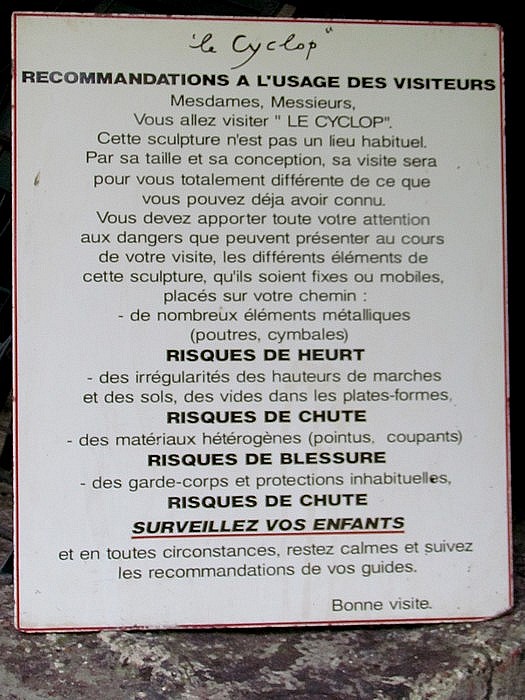 "le Cyclop"
RECOMMANDATIONS A L'USAGE DES VISITEURS
Mesdames, Messieurs,
Vous allez visiter " LE CYCLOP".
Cette sculpture n'est pas un lieu habituel.
Par sa taille et sa conception, sa visite sera
pour vous totalement différente de ce que
vous pouvez déja avoir connu.
Vous devez apporter toute votre attention
aux dangers que peuvent présenter au cours
de votre visite, les différents éléments de
cette sculpture, qu'ils soient fixes ou mobiles,
placés sur votre chemin :
- de nombreux éléments métalliques
(poutres, cymbales)
RISQUES DE HEURT
- des irrégularités des hauteurs de marches
et des sols, des vides dans les plates-formes,
RISQUES DE CHUTE
- des matériaux hétérogènes (pointus, coupants)
RISQUES DE BLESSURE
- des garde-corps et protections inhabituelles,
RISQUES DE CHUTE
SURVEILLEZ VOS ENFANTS
et en toutes circonstances, restez calmes et suivez
les recommandations de vos guides.
Bonne visite.